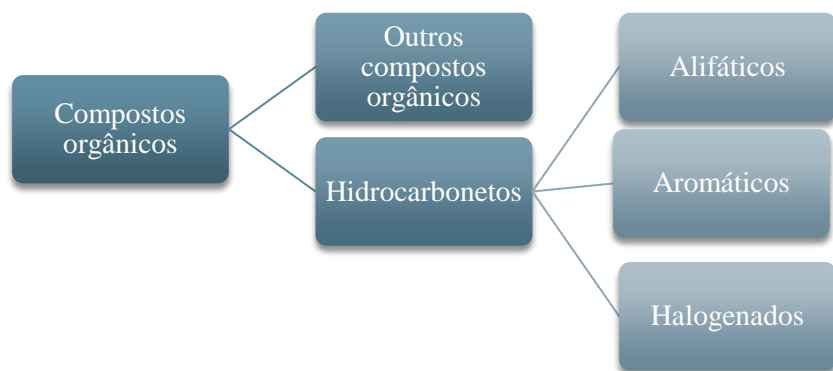 Compostos
orgânicos
Outros
compostos
orgânicos
Hidrocarbonetos
Alifáticos
Aromáticos
Halogenados